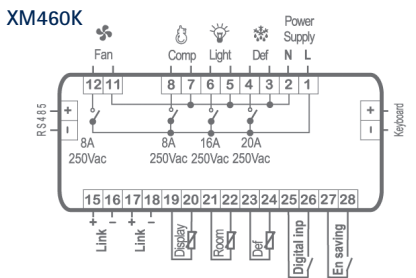 XM460K
Power
Supply
Fan
Comp
Light
Def
N L
12 11 8 7 6 5 4 3 2 1
RS485
+
-
+
-
Keyboard
8A
250Vac
8A
250Vac
16A
250Vac
20A
250Vac
15 16 17 18 19 20 21 22 23 24 25 26 27 28
+ - + -
Link
Link
Display
Room
Def
Digital inp
En saving